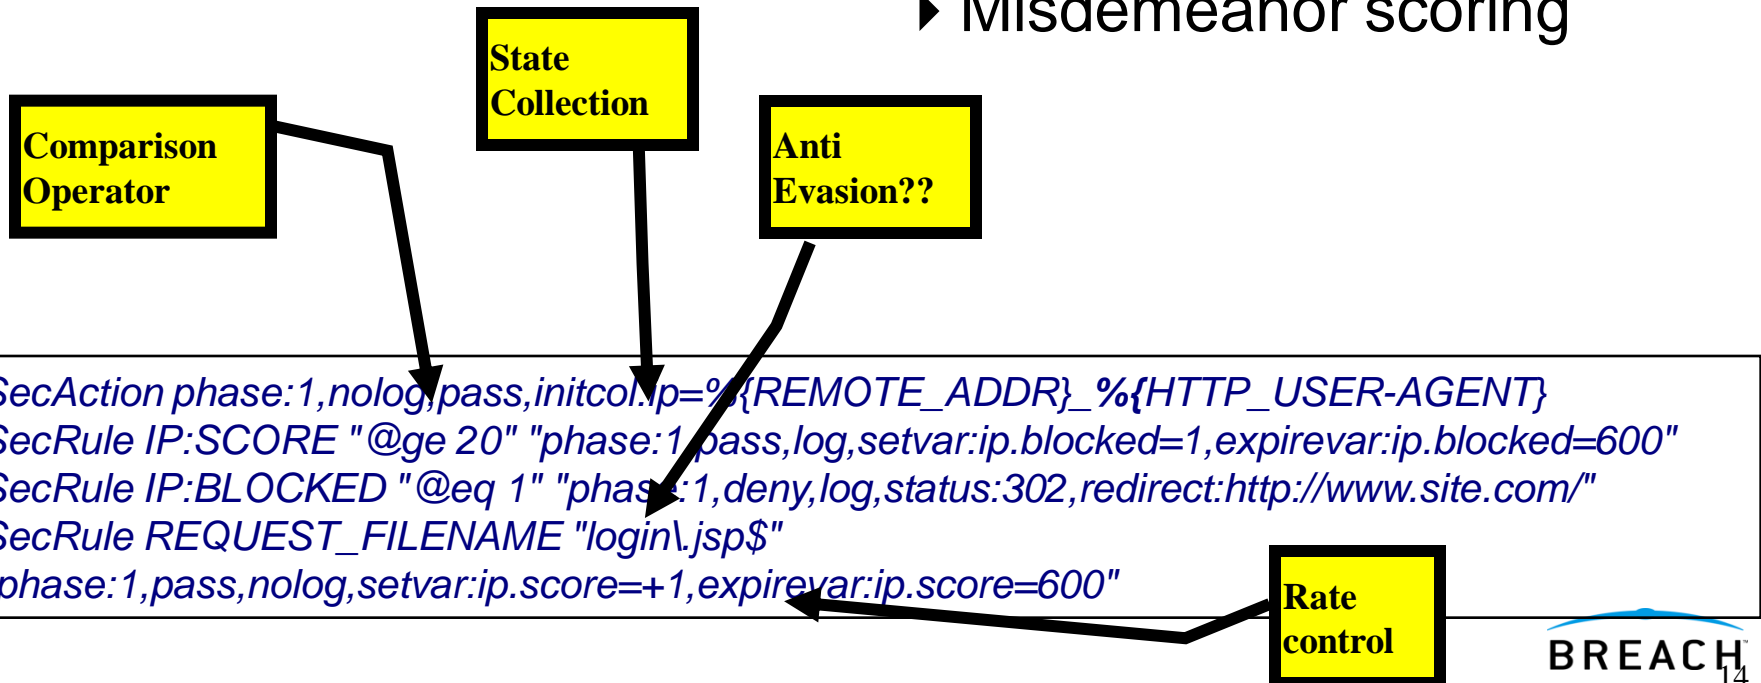 Misdemeanor scoring
State
Collection
Comparison
Operator
Anti
Evasion??
SecAction phase:1,nolog,pass,initcol:ip=%{REMOTE_ADDR}_%{HTTP_USER-AGENT}
SecRule IP:SCORE "@ge 20" "phase:1,pass,log,setvar:ip.blocked=1,expirevar:ip.blocked=600"
SecRule IP:BLOCKED "@eq 1" "phase:1,deny,log,status:302,redirect:http://www.site.com/"
SecRule REQUEST_FILENAME "login\.jsp$"
phase:1,pass,nolog,setvar:ip.score=+1,expirevar:ip.score=600"
Rate
control
BREACH™
14